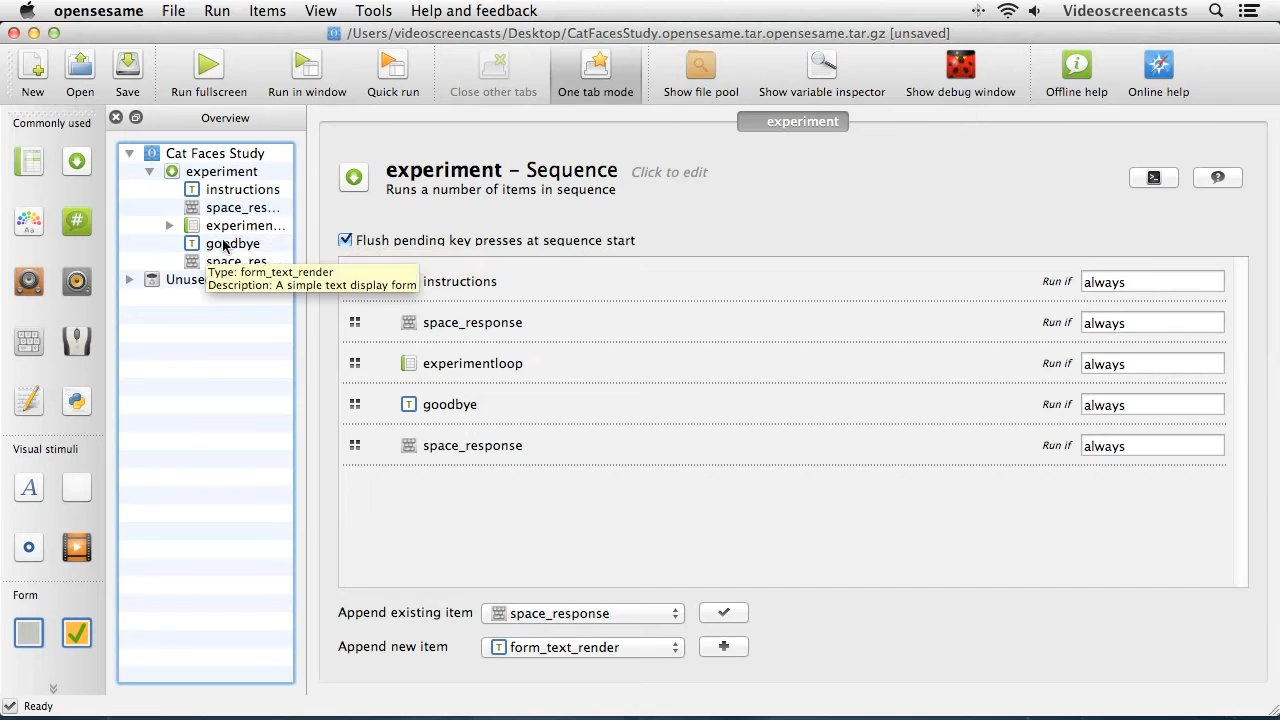 opensesame File Run Items View Tools Help and feedback Videoscreencasts
/Users/videoscreencasts/Desktop/CatFacesStudy.opensesame.tar.opensesame.tar.gz [unsaved]
New Open Save Run fullscreen Run in window Quick run Close other tabs One tab mode Show file pool Show variable inspector Show debug window Offline help Online help
Commonly used
Aa
Visual stimuli
A
Form
Overview
Cat Faces Study
experiment
T instructions
space_res...
experimen...
T goodbye
space_res
Unuse
Type: form_text_render
Description: A simple text display form
experiment
experiment – Sequence Click to edit
Runs a number of items in sequence
Flush pending key presses at sequence start
instructions Run if always
space_response Run if always
experimentloop Run if always
T goodbye Run if always
space_response Run if always
Append existing item space_response
Append new item T form_text_render
Ready